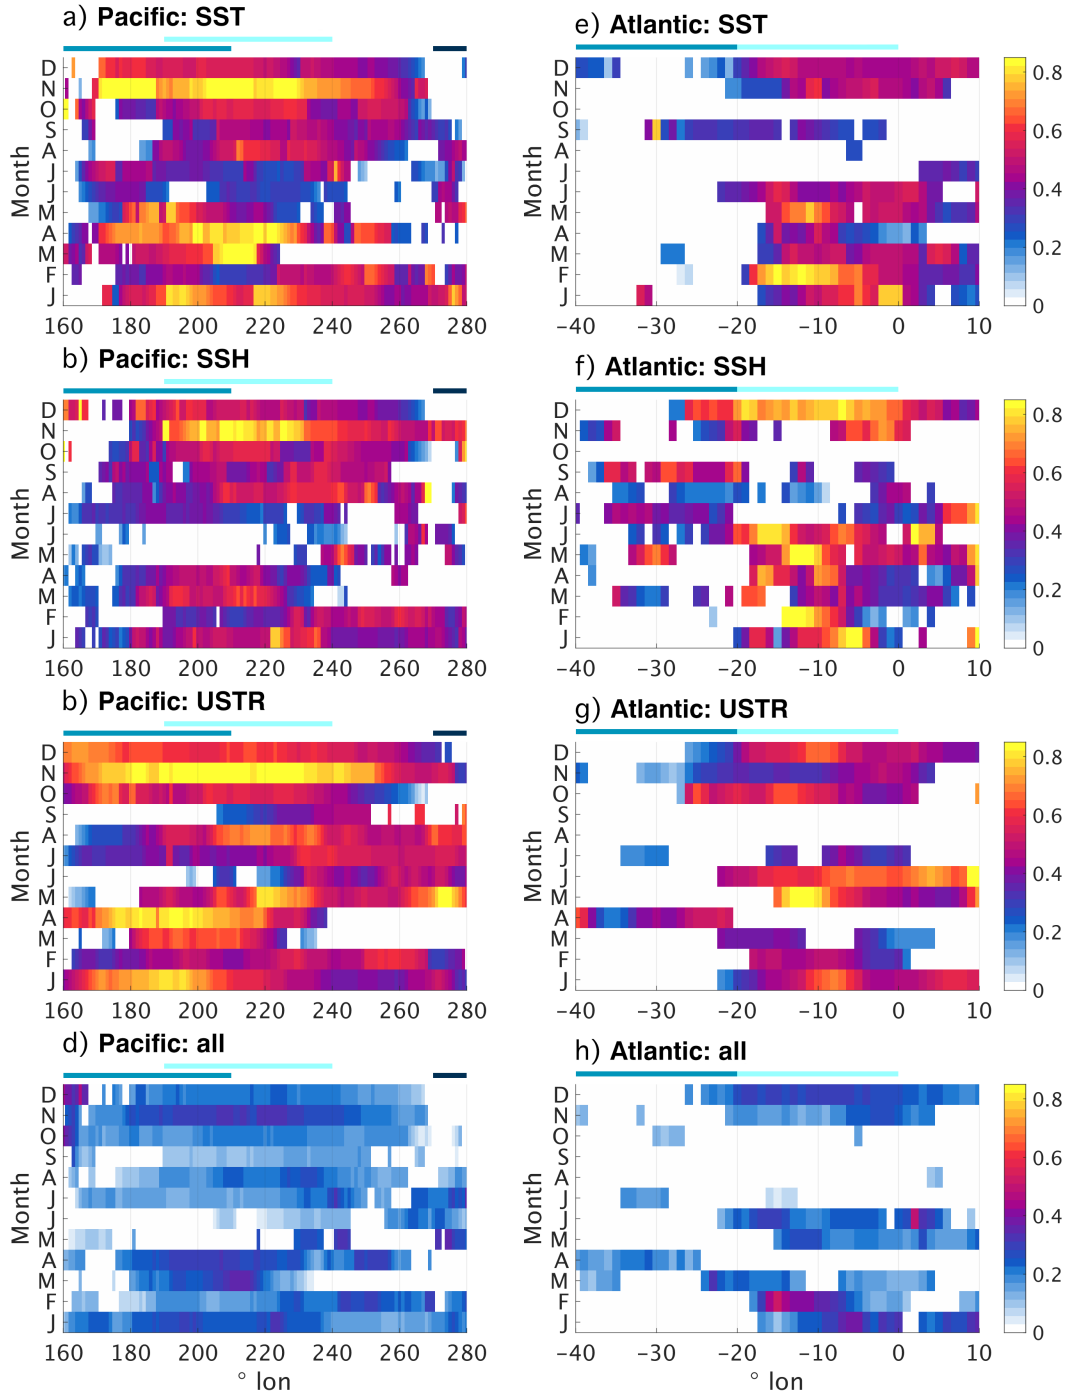 a) Pacific: SST
D
N
O
S
A
J
J
M
A
M
F
J
Month
160 180 200 220 240 260 280
e) Atlantic: SST
D
N
O
S
A
J
J
M
A
M
F
J
Month
−40 −30 −20 −10 0 10
0.8
0.6
0.4
0.2
0
b) Pacific: SSH
D
N
O
S
A
J
J
M
A
M
F
J
Month
160 180 200 220 240 260 280
f) Atlantic: SSH
D
N
O
S
A
J
J
M
A
M
F
J
Month
−40 −30 −20 −10 0 10
0.8
0.6
0.4
0.2
0
b) Pacific: USTR
D
N
O
S
A
J
J
M
A
M
F
J
Month
160 180 200 220 240 260 280
g) Atlantic: USTR
D
N
O
S
A
J
J
M
A
M
F
J
Month
−40 −30 −20 −10 0 10
0.8
0.6
0.4
0.2
0
d) Pacific: all
D
N
O
S
A
J
J
M
A
M
F
J
Month
160 180 200 220 240 260 280
° lon
h) Atlantic: all
D
N
O
S
A
J
J
M
A
M
F
J
Month
−40 −30 −20 −10 0 10
° lon
0.8
0.6
0.4
0.2
0